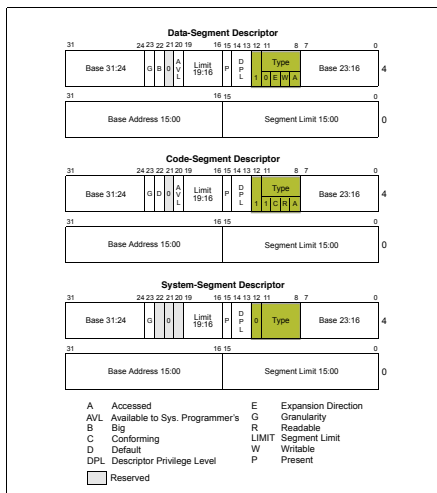 Data-Segment Descriptor
31 24 23 22 21 20 19 16 15 14 13 12 11 8 7 0
Base 31:24 G B 0 A V L Limit 19:16 P D P L 1 0 E W A Type Base 23:16 4
31 16 15 0
Base Address 15:00 Segment Limit 15:00 0
Code-Segment Descriptor
31 24 23 22 21 20 19 16 15 14 13 12 11 8 7 0
Base 31:24 G D 0 A V L Limit 19:16 P D P L 1 1 C R A Type Base 23:16 4
31 16 15 0
Base Address 15:00 Segment Limit 15:00 0
System-Segment Descriptor
31 24 23 22 21 20 19 16 15 14 13 12 11 8 7 0
Base 31:24 G 0 Limit 19:16 P D P L 0 Type Base 23:16 4
31 16 15 0
Base Address 15:00 Segment Limit 15:00 0
A Accessed
AVL Available to Sys. Programmer's
B Big
C Conforming
D Default
DPL Descriptor Privilege Level
Reserved
E Expansion Direction
G Granularity
R Readable
LIMIT Segment Limit
W Writable
P Present